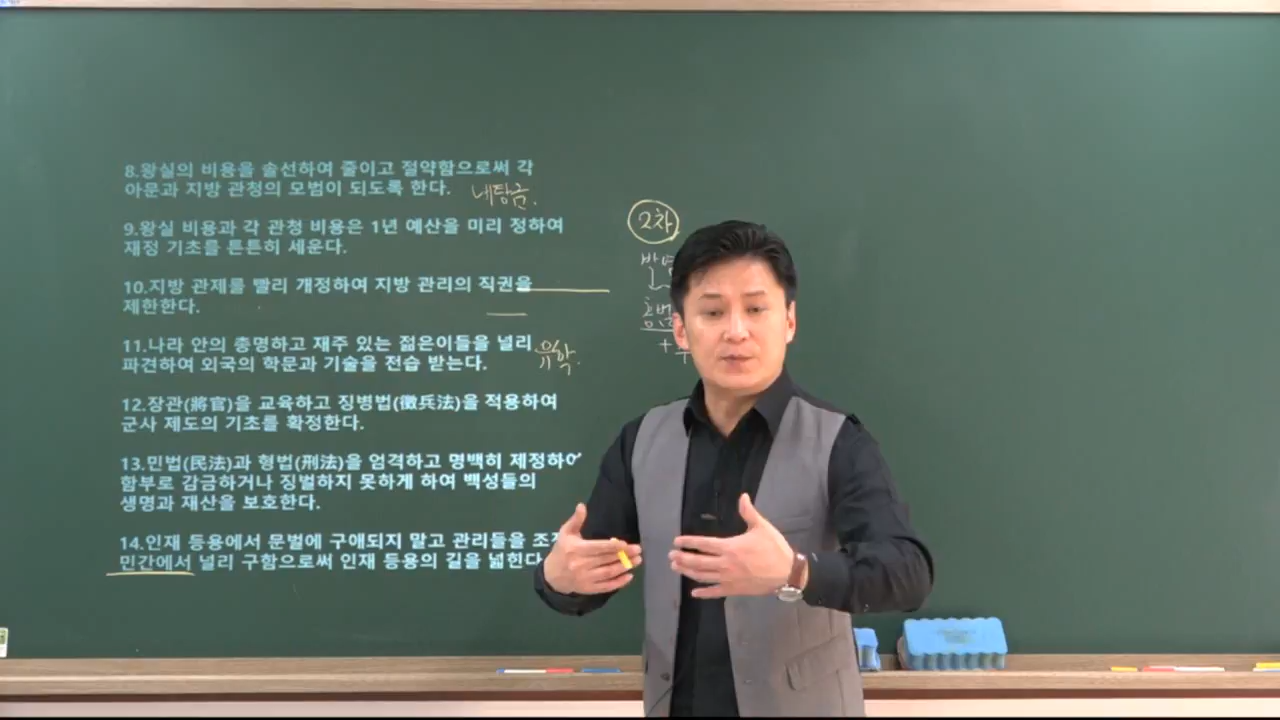 8.왕실의 비용을 솔선하여 줄이고 절약함으로써 각
아문과 지방 관청의 모범이 되도록 한다.
내탕금.
9.왕실 비용과 각 관청 비용은 1년 예산을 미리 정하여
재정 기초를 튼튼히 세운다.
10.지방 관제를 빨리 개정하여 지방 관리의 직권을
제한한다.
11.나라 안의 총명하고 재주 있는 젊은이들을 널리
파견하여 외국의 학문과 기술을 전습 받는다.
유학.
12.장관(將官)을 교육하고 징병법(徵兵法)을 적용하여
군사 제도의 기초를 확정한다.
13.민법(民法)과 형법(刑法)을 엄격하고 명백히 제정하여
함부로 감금하거나 징벌하지 못하게 하여 백성들의
생명과 재산을 보호한다.
14.인재 등용에서 문벌에 구애되지 말고 관리들을
민간에서 널리 구함으로써 인재 등용의 길을 넓힌다
2차
+